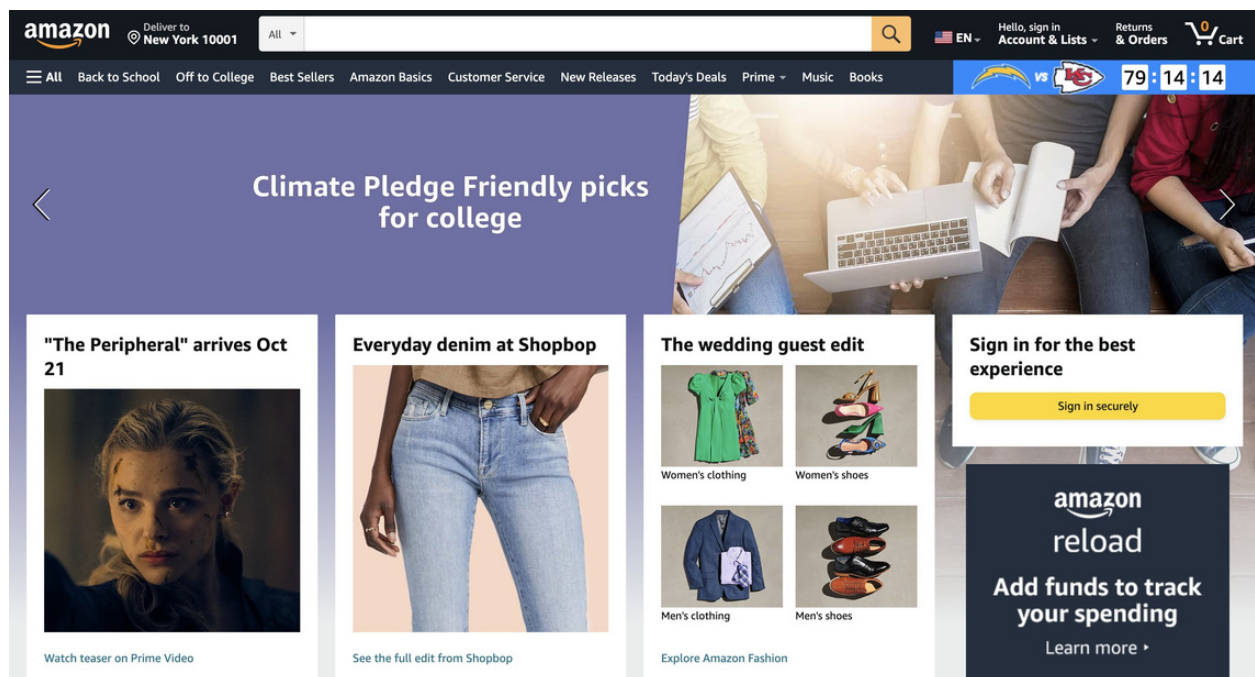 amazon
Deliver to
New York 10001
All
EN
Hello, sign in
Account & Lists
Returns
& Orders
0
Cart
All
Back to School
Off to College
Best Sellers
Amazon Basics
Customer Service
New Releases
Today's Deals
Prime
Music
Books
VS
KC
79 : 14 : 14
Climate Pledge Friendly picks
for college
"The Peripheral" arrives Oct
21
Watch teaser on Prime Video
Everyday denim at Shopbop
See the full edit from Shopbop
The wedding guest edit
Women's clothing
Women's shoes
Men's clothing
Men's shoes
Explore Amazon Fashion
Sign in for the best
experience
Sign in securely
amazon
reload
Add funds to track
your spending
Learn more